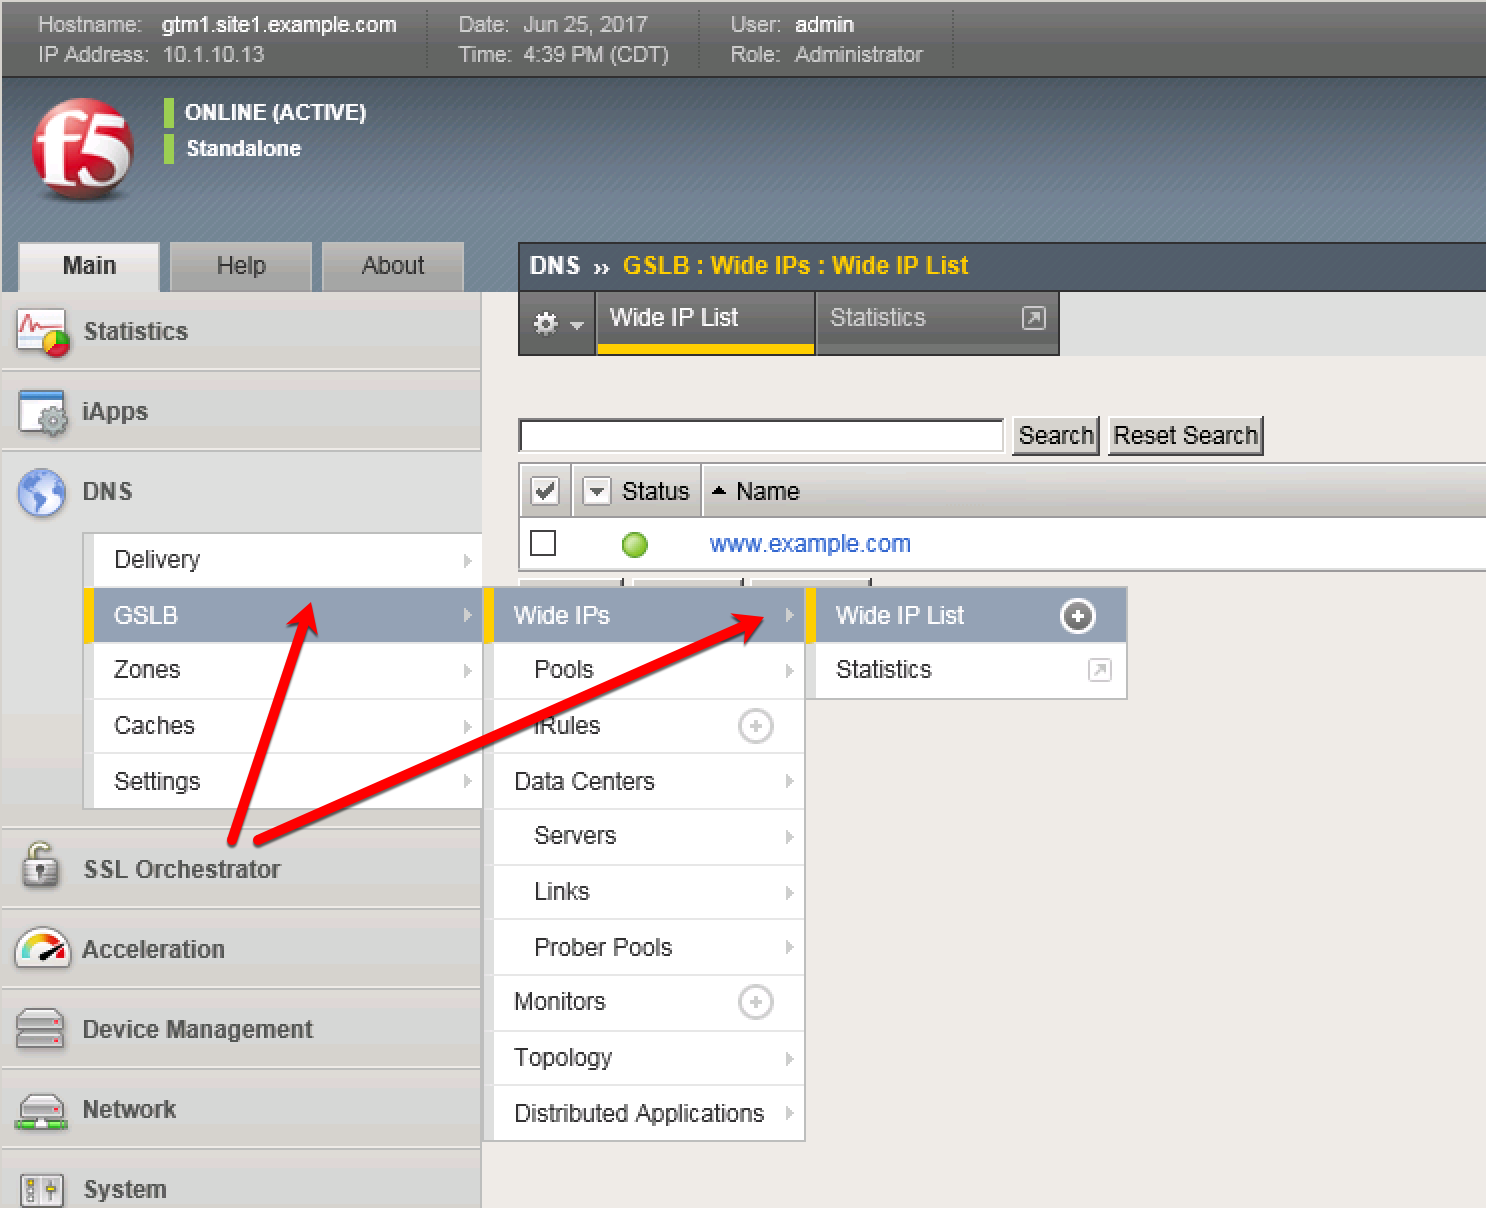 Hostname: gtm1.site1.example.com Date: Jun 25, 2017 User: admin
IP Address: 10.1.10.13 Time: 4:39 PM (CDT) Role: Administrator
f5
ONLINE (ACTIVE)
Standalone
Main Help About
DNS » GSLB : Wide IPs : Wide IP List
Wide IP List Statistics
Statistics
iApps
Search Reset Search
DNS
Status Name
www.example.com
Delivery
GSLB Wide IPs Wide IP List
Zones Pools Statistics
Caches iRules
Settings Data Centers
Servers
SSL Orchestrator
Links
Acceleration Prober Pools
Monitors
Device Management
Topology
Network Distributed Applications
System